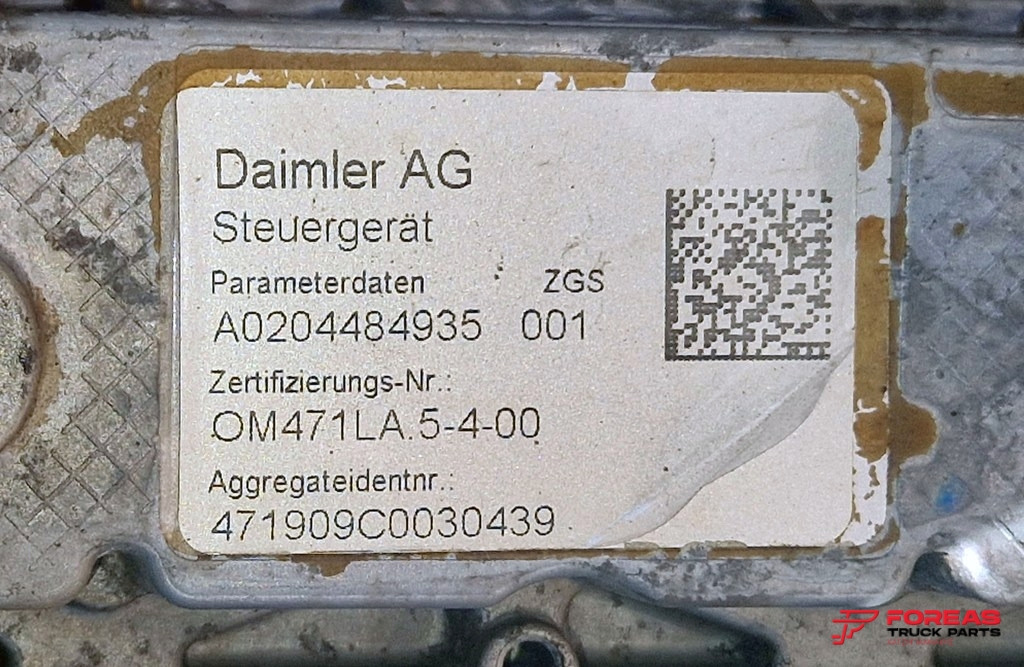 Daimler AG
Steuergerät
Parameterdaten ZGS
A0204484935 001
Zertifizierungs-Nr.:
OM471LA.5-4-00
Aggregateidentnr.:
471909C0030439
FOREAS
TRUCK PARTS